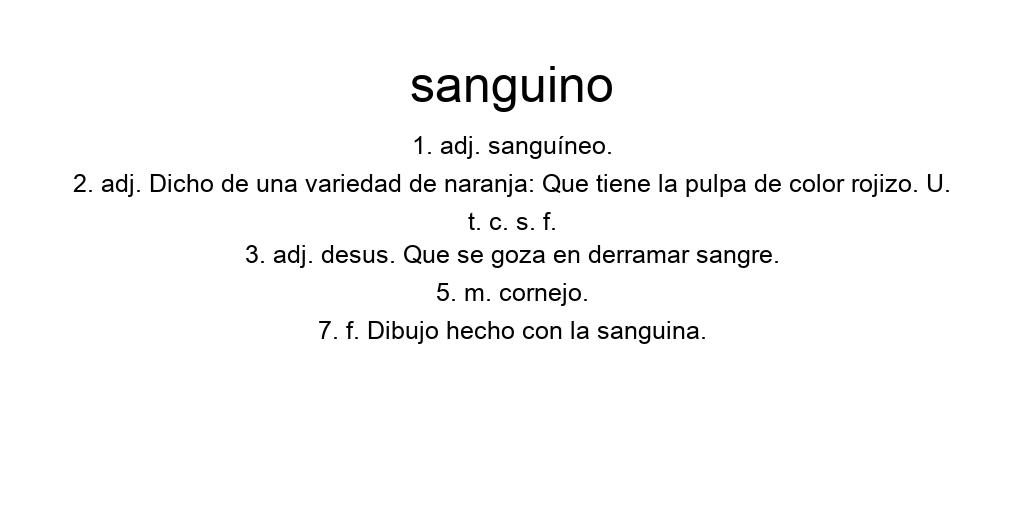 sanguino
1. adj. sanguíneo.
2. adj. Dicho de una variedad de naranja: Que tiene la pulpa de color rojizo. U.
t. c. s. f.
3. adj. desus. Que se goza en derramar sangre.
5. m. cornejo.
7. f. Dibujo hecho con la sanguina.